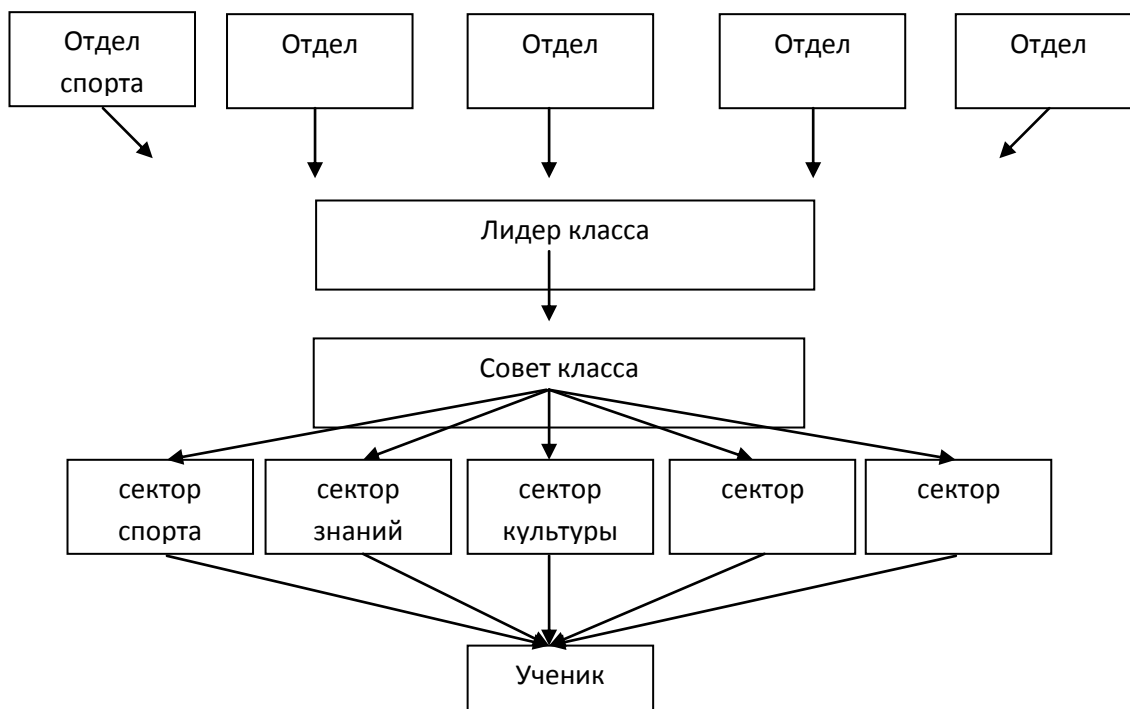 Отдел
спорта
Отдел
Отдел
Отдел
Отдел
Лидер класса
Совет класса
сектор
спорта
сектор
знаний
сектор
культуры
сектор
сектор
Ученик